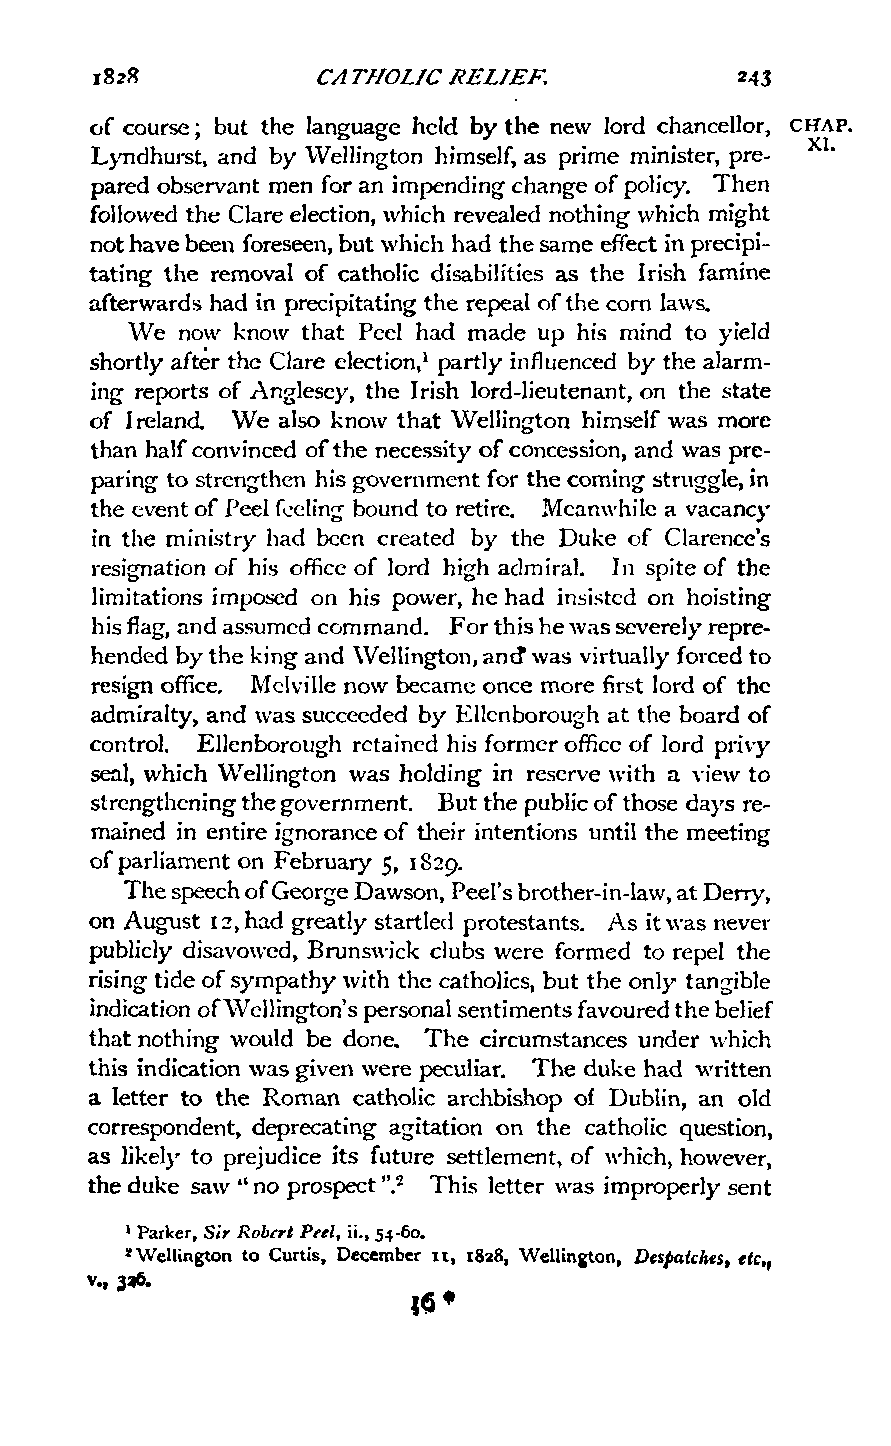 1828 CATHOLIC RELIEF. 243
of course; but the language held by the new lord chancellor, CHAP.
Lyndhurst, and by Wellington himself, as prime minister, pre- XI.
pared observant men for an impending change of policy. Then
followed the Clare election, which revealed nothing which might
not have been foreseen, but which had the same effect in precipi-
tating the removal of catholic disabilities as the Irish famine
afterwards had in precipitating the repeal of the corn laws.
We now know that Peel had made up his mind to yield
shortly after the Clare election,¹ partly influenced by the alarm-
ing reports of Anglesey, the Irish lord-lieutenant, on the state
of Ireland. We also know that Wellington himself was more
than half convinced of the necessity of concession, and was pre-
paring to strengthen his government for the coming struggle, in
the event of Peel feeling bound to retire. Meanwhile a vacancy
in the ministry had been created by the Duke of Clarence's
resignation of his office of lord high admiral. In spite of the
limitations imposed on his power, he had insisted on hoisting
his flag, and assumed command. For this he was severely repre-
hended by the king and Wellington, and was virtually forced to
resign office. Melville now became once more first lord of the
admiralty, and was succeeded by Ellenborough at the board of
control. Ellenborough retained his former office of lord privy
seal, which Wellington was holding in reserve with a view to
strengthening the government. But the public of those days re-
mained in entire ignorance of their intentions until the meeting
of parliament on February 5, 1829.
The speech of George Dawson, Peel's brother-in-law, at Derry,
on August 12, had greatly startled protestants. As it was never
publicly disavowed, Brunswick clubs were formed to repel the
rising tide of sympathy with the catholics, but the only tangible
indication of Wellington's personal sentiments favoured the belief
that nothing would be done. The circumstances under which
this indication was given were peculiar. The duke had written
a letter to the Roman catholic archbishop of Dublin, an old
correspondent, deprecating agitation on the catholic question,
as likely to prejudice its future settlement, of which, however,
the duke saw "no prospect".² This letter was improperly sent
¹ Parker, Sir Robert Peel, ii., 54-60.
² Wellington to Curtis, December 11, 1828, Wellington, Despatches, etc.,
v., 326.
16 *